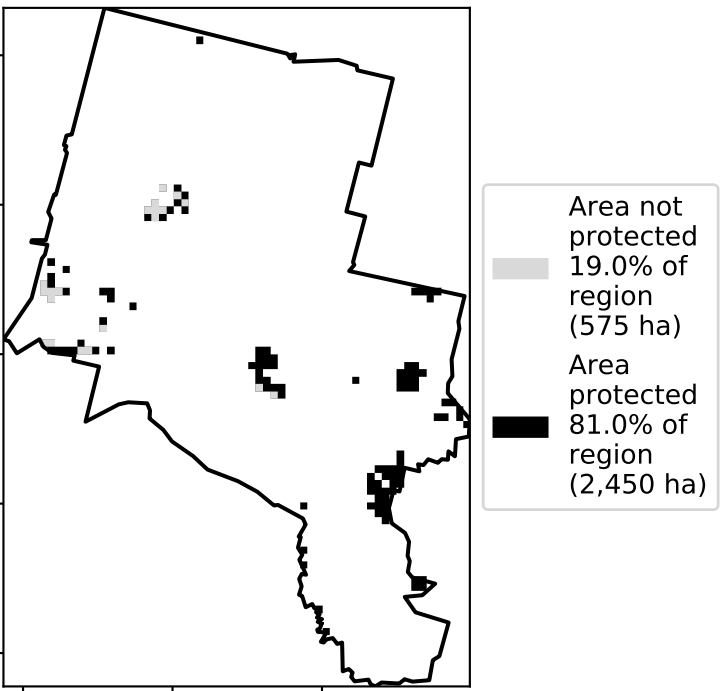 Area not
protected
19.0% of
region
(575 ha)
Area
protected
81.0% of
region
(2,450 ha)